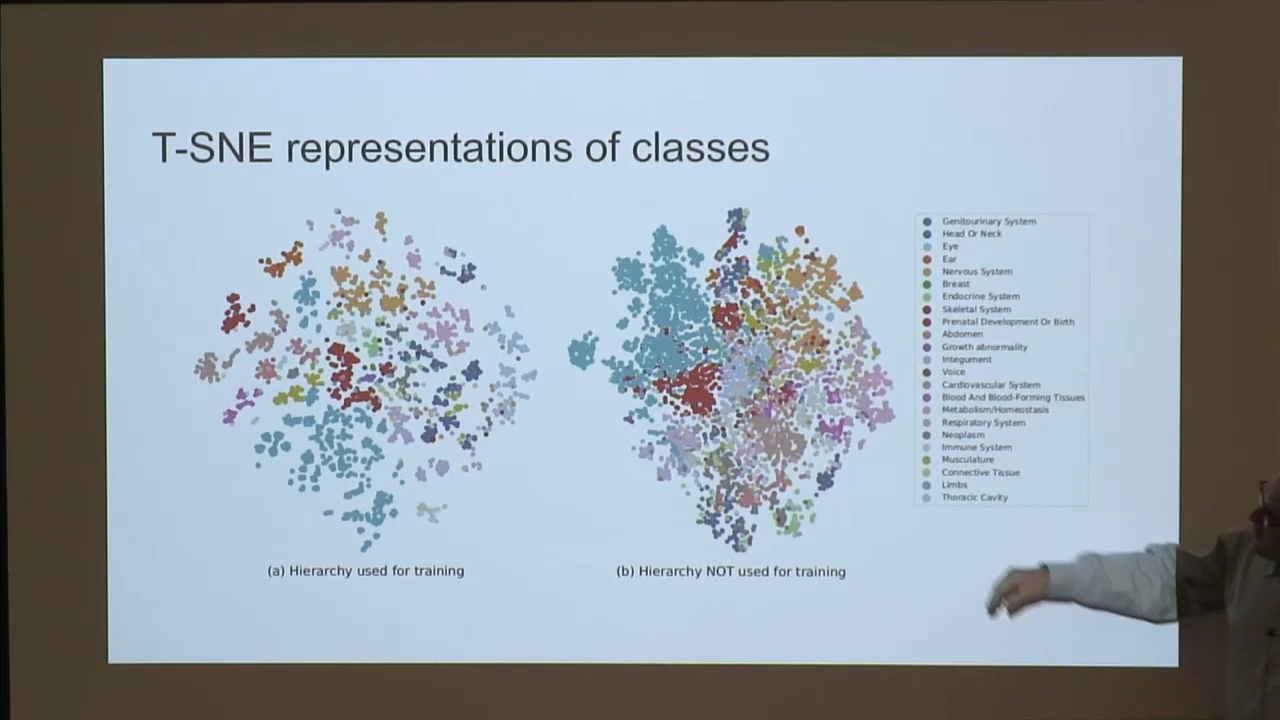 T-SNE representations of classes
Genitourinary System
Head Or Neck
Eye
Ear
Nervous System
Breast
Endocrine System
Skeletal System
Prenatal Development Or Birth
Abdomen
Growth abnormality
Integument
Voice
Cardiovascular System
Blood And Blood-Forming Tissues
Metabolism/Homeostasis
Respiratory System
Neoplasm
Immune System
Musculature
Connective Tissue
Limbs
Thoracic Cavity
(a) Hierarchy used for training
(b) Hierarchy NOT used for training